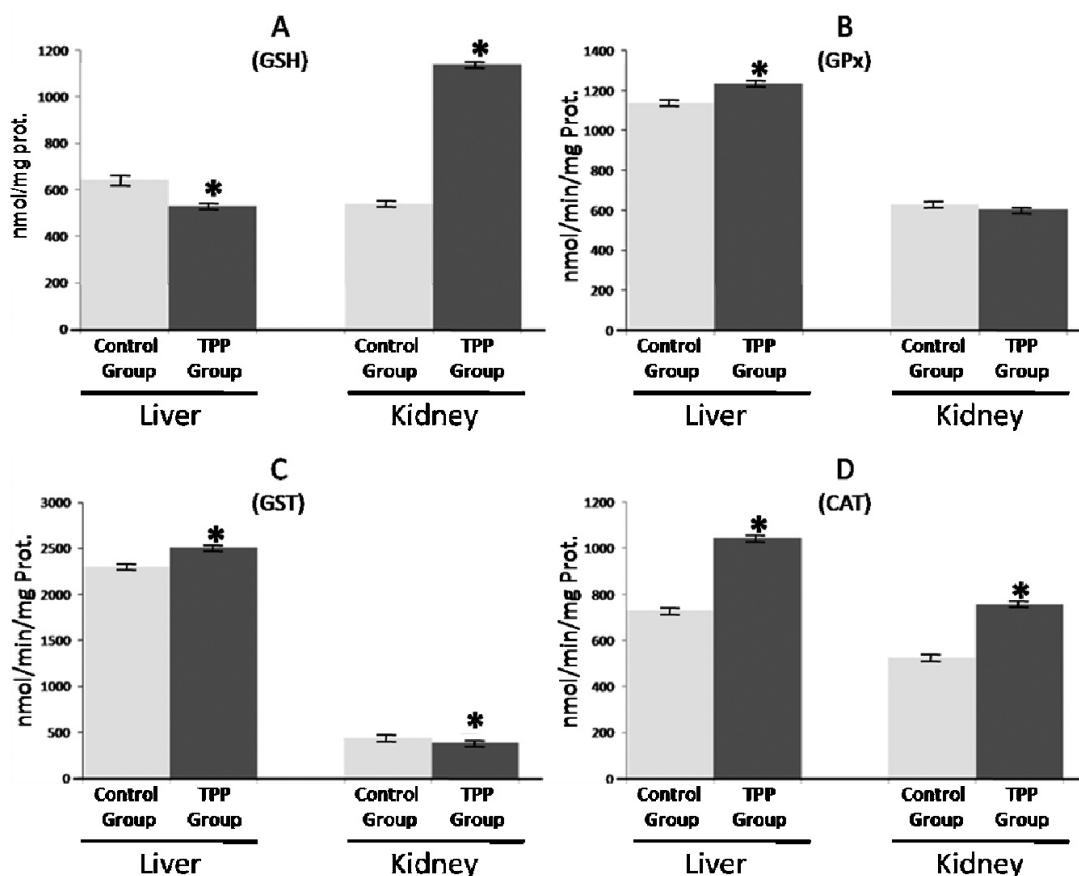 A
(GSH)
nmol/mg prot.
1200
1000
800
600
400
200
0
*
*
Control Group
TPP Group
Control Group
TPP Group
Liver
Kidney
B
(GPx)
nmol/min/mg Prot.
1400
1200
1000
800
600
400
200
0
*
Control Group
TPP Group
Control Group
TPP Group
Liver
Kidney
C
(GST)
nmol/min/mg Prot.
3000
2500
2000
1500
1000
500
0
*
*
Control Group
TPP Group
Control Group
TPP Group
Liver
Kidney
D
(CAT)
nmol/min/mg Prot.
1200
1000
800
600
400
200
0
*
*
Control Group
TPP Group
Control Group
TPP Group
Liver
Kidney